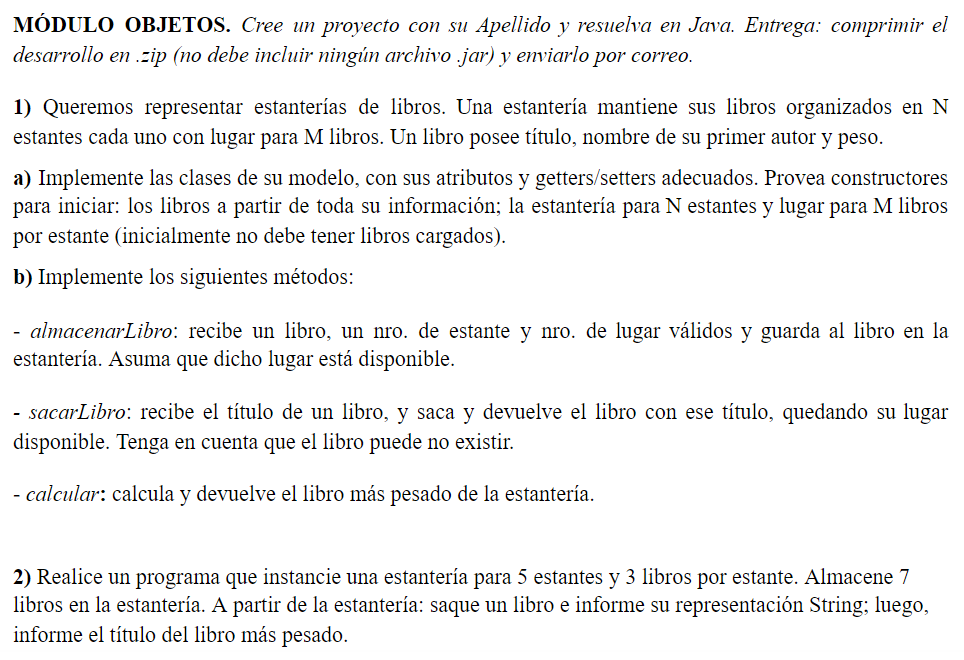 MÓDULO OBJETOS. Cree un proyecto con su Apellido y resuelva en Java. Entrega: comprimir el
desarrollo en .zip (no debe incluir ningún archivo .jar) y enviarlo por correo.
1) Queremos representar estanterías de libros. Una estantería mantiene sus libros organizados en N
estantes cada uno con lugar para M libros. Un libro posee título, nombre de su primer autor y peso.
a) Implemente las clases de su modelo, con sus atributos y getters/setters adecuados. Provea constructores
para iniciar: los libros a partir de toda su información; la estantería para N estantes y lugar para M libros
por estante (inicialmente no debe tener libros cargados).
b) Implemente los siguientes métodos:
- almacenarLibro: recibe un libro, un nro. de estante y nro. de lugar válidos y guarda al libro en la
estantería. Asuma que dicho lugar está disponible.
- sacarLibro: recibe el título de un libro, y saca y devuelve el libro con ese título, quedando su lugar
disponible. Tenga en cuenta que el libro puede no existir.
- calcular: calcula y devuelve el libro más pesado de la estantería.
2) Realice un programa que instancie una estantería para 5 estantes y 3 libros por estante. Almacene 7
libros en la estantería. A partir de la estantería: saque un libro e informe su representación String; luego,
informe el título del libro más pesado.